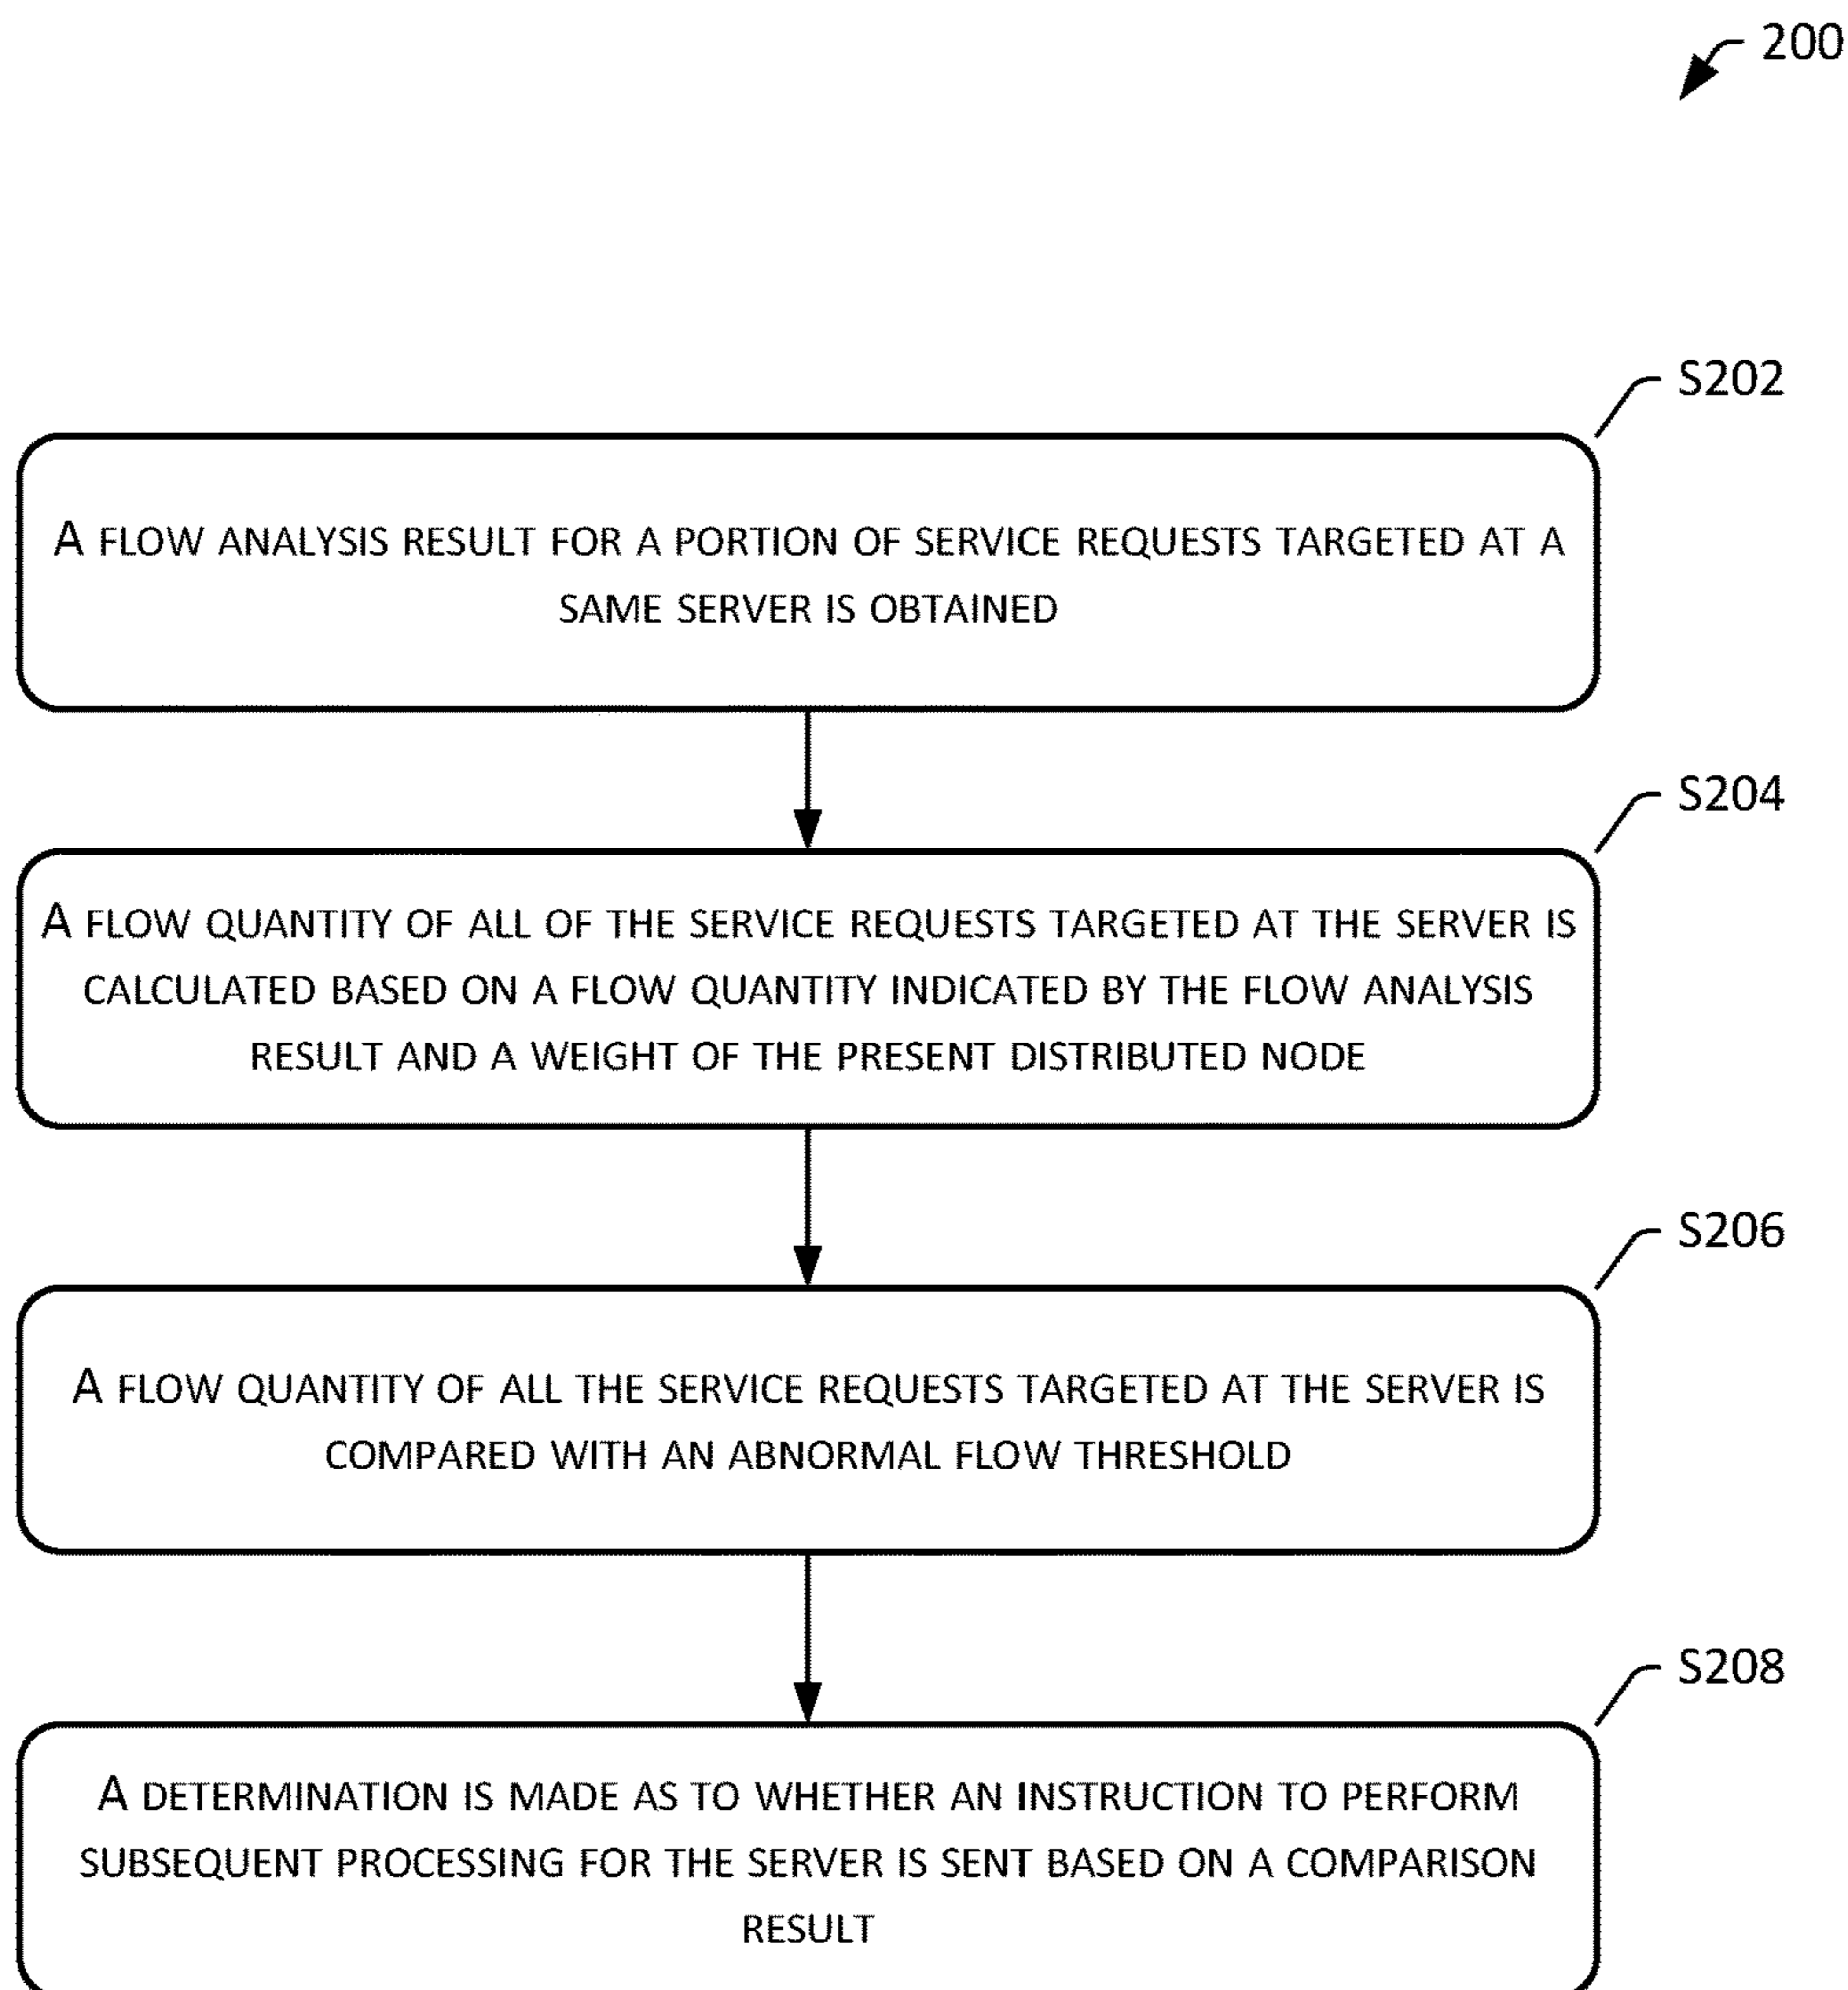 200
S202
A FLOW ANALYSIS RESULT FOR A PORTION OF SERVICE REQUESTS TARGETED AT A
SAME SERVER IS OBTAINED
S204
A FLOW QUANTITY OF ALL OF THE SERVICE REQUESTS TARGETED AT THE SERVER IS
CALCULATED BASED ON A FLOW QUANTITY INDICATED BY THE FLOW ANALYSIS
RESULT AND A WEIGHT OF THE PRESENT DISTRIBUTED NODE
S206
A FLOW QUANTITY OF ALL THE SERVICE REQUESTS TARGETED AT THE SERVER IS
COMPARED WITH AN ABNORMAL FLOW THRESHOLD
S208
A DETERMINATION IS MADE AS TO WHETHER AN INSTRUCTION TO PERFORM
SUBSEQUENT PROCESSING FOR THE SERVER IS SENT BASED ON A COMPARISON
RESULT